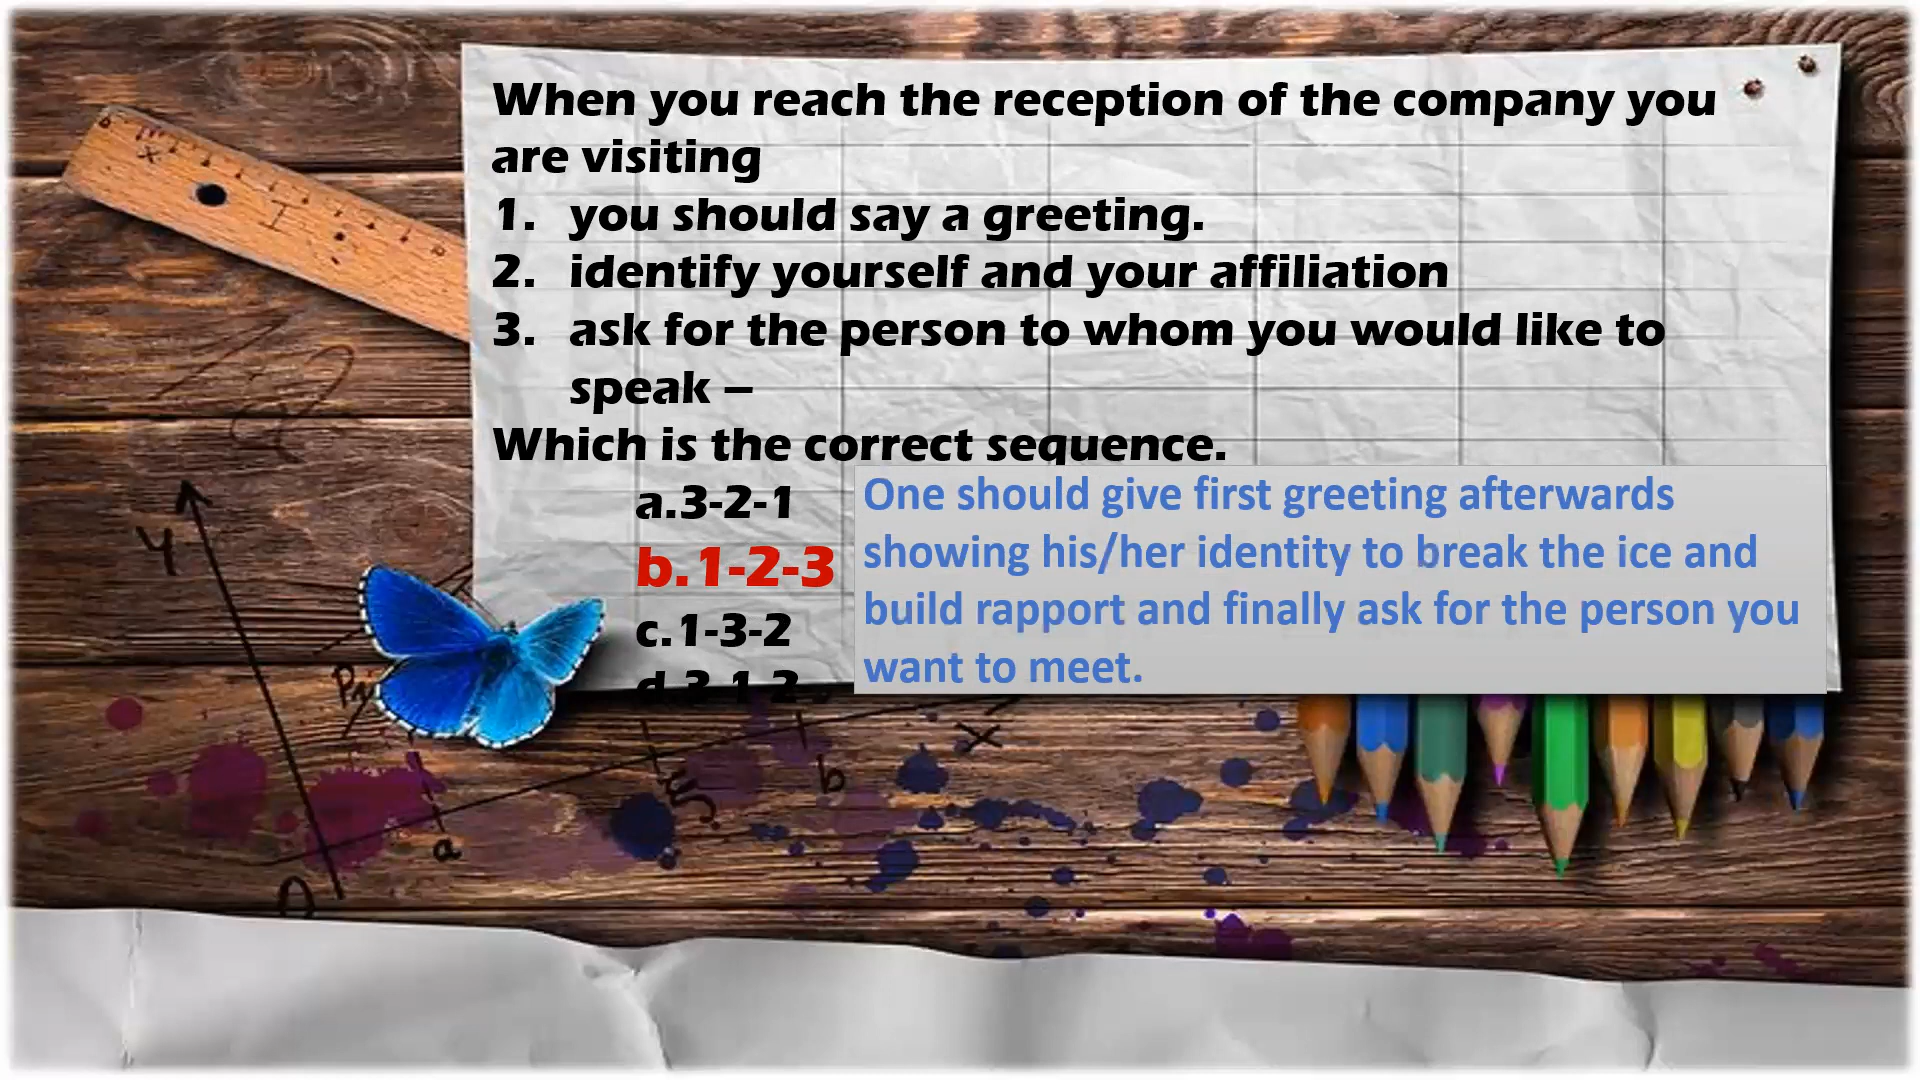 When you reach the reception of the company you
are visiting
1. you should say a greeting.
2. identify yourself and your affiliation
3. ask for the person to whom you would like to
speak –
Which is the correct sequence.
a.3-2-1
b.1-2-3
c.1-3-2
One should give first greeting afterwards
showing his/her identity to break the ice and
build rapport and finally ask for the person you
want to meet.
Y
X
a
b